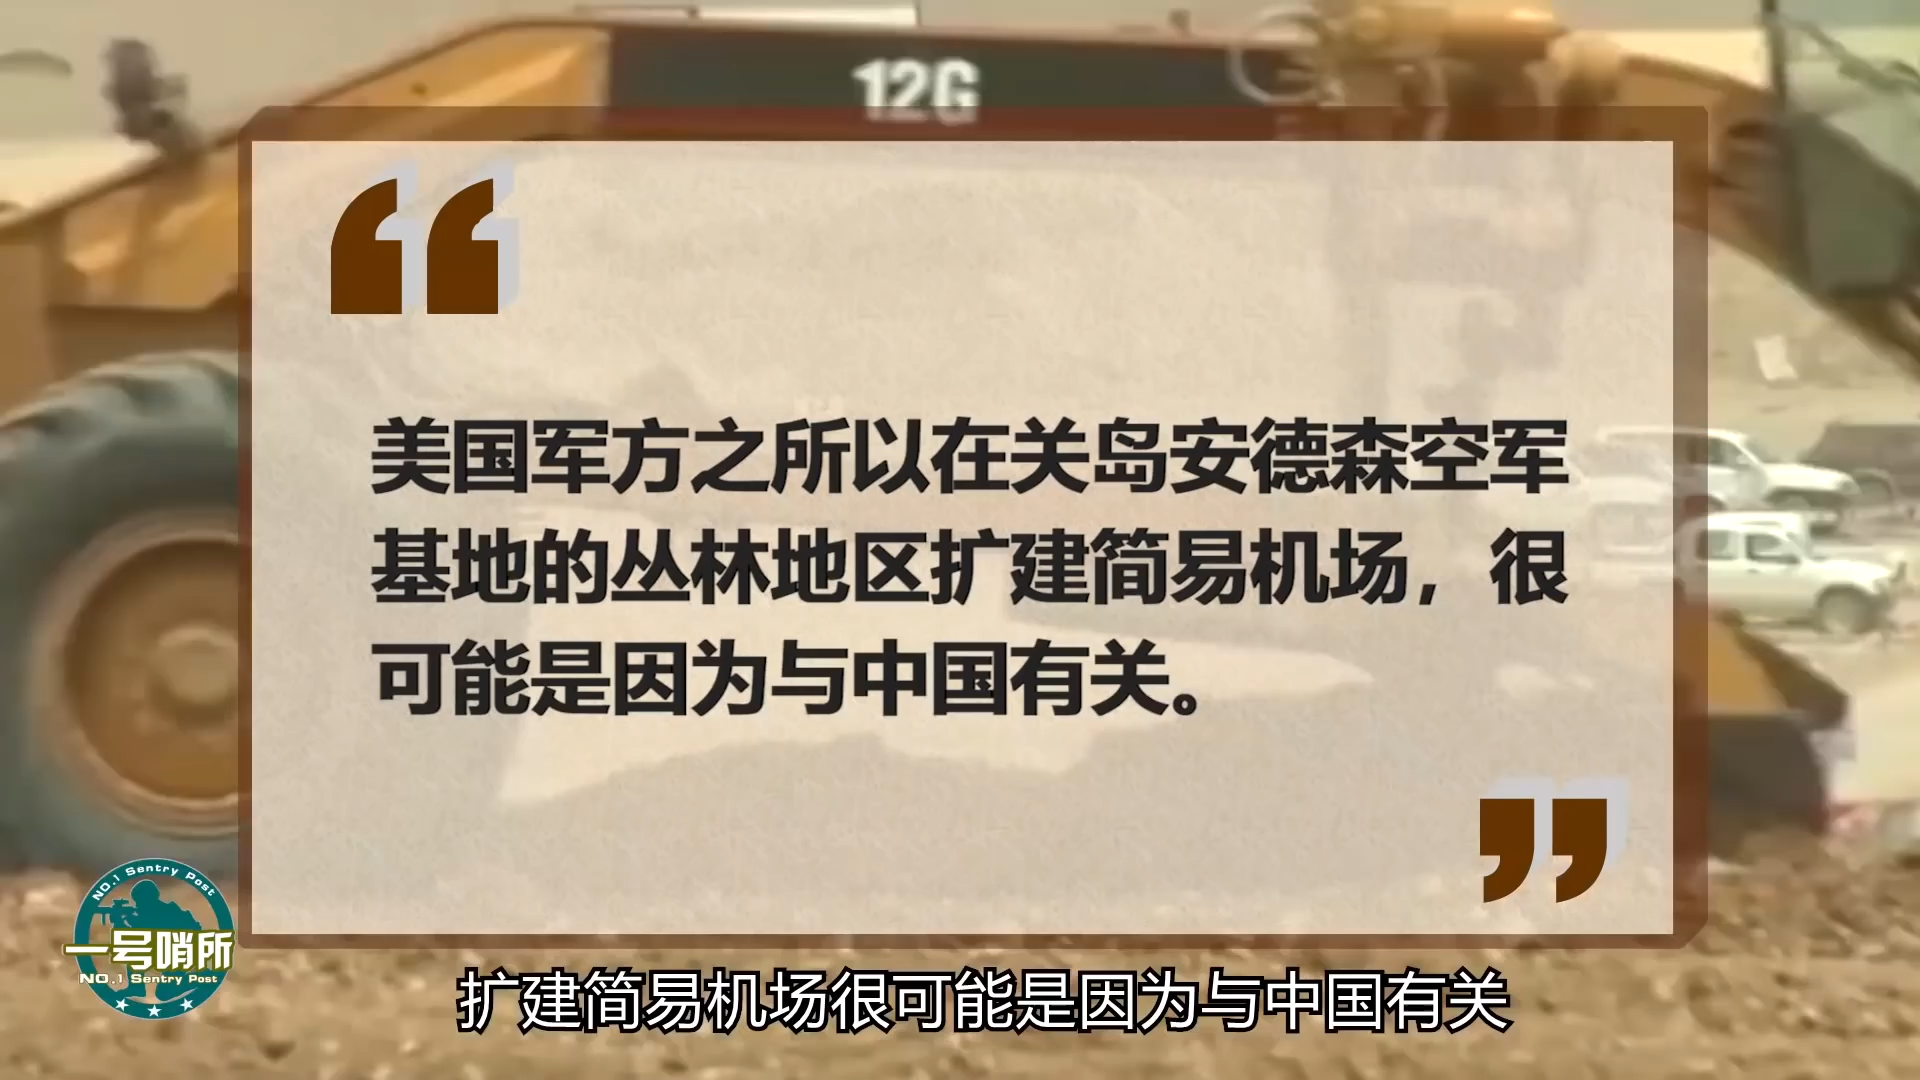 12G
美国军方之所以在关岛安德森空军
基地的丛林地区扩建简易机场，很
可能是因为与中国有关。
NO.1 Sentry Post
一号哨所
NO.1 Sentry Post
扩建简易机场很可能是因为与中国有关